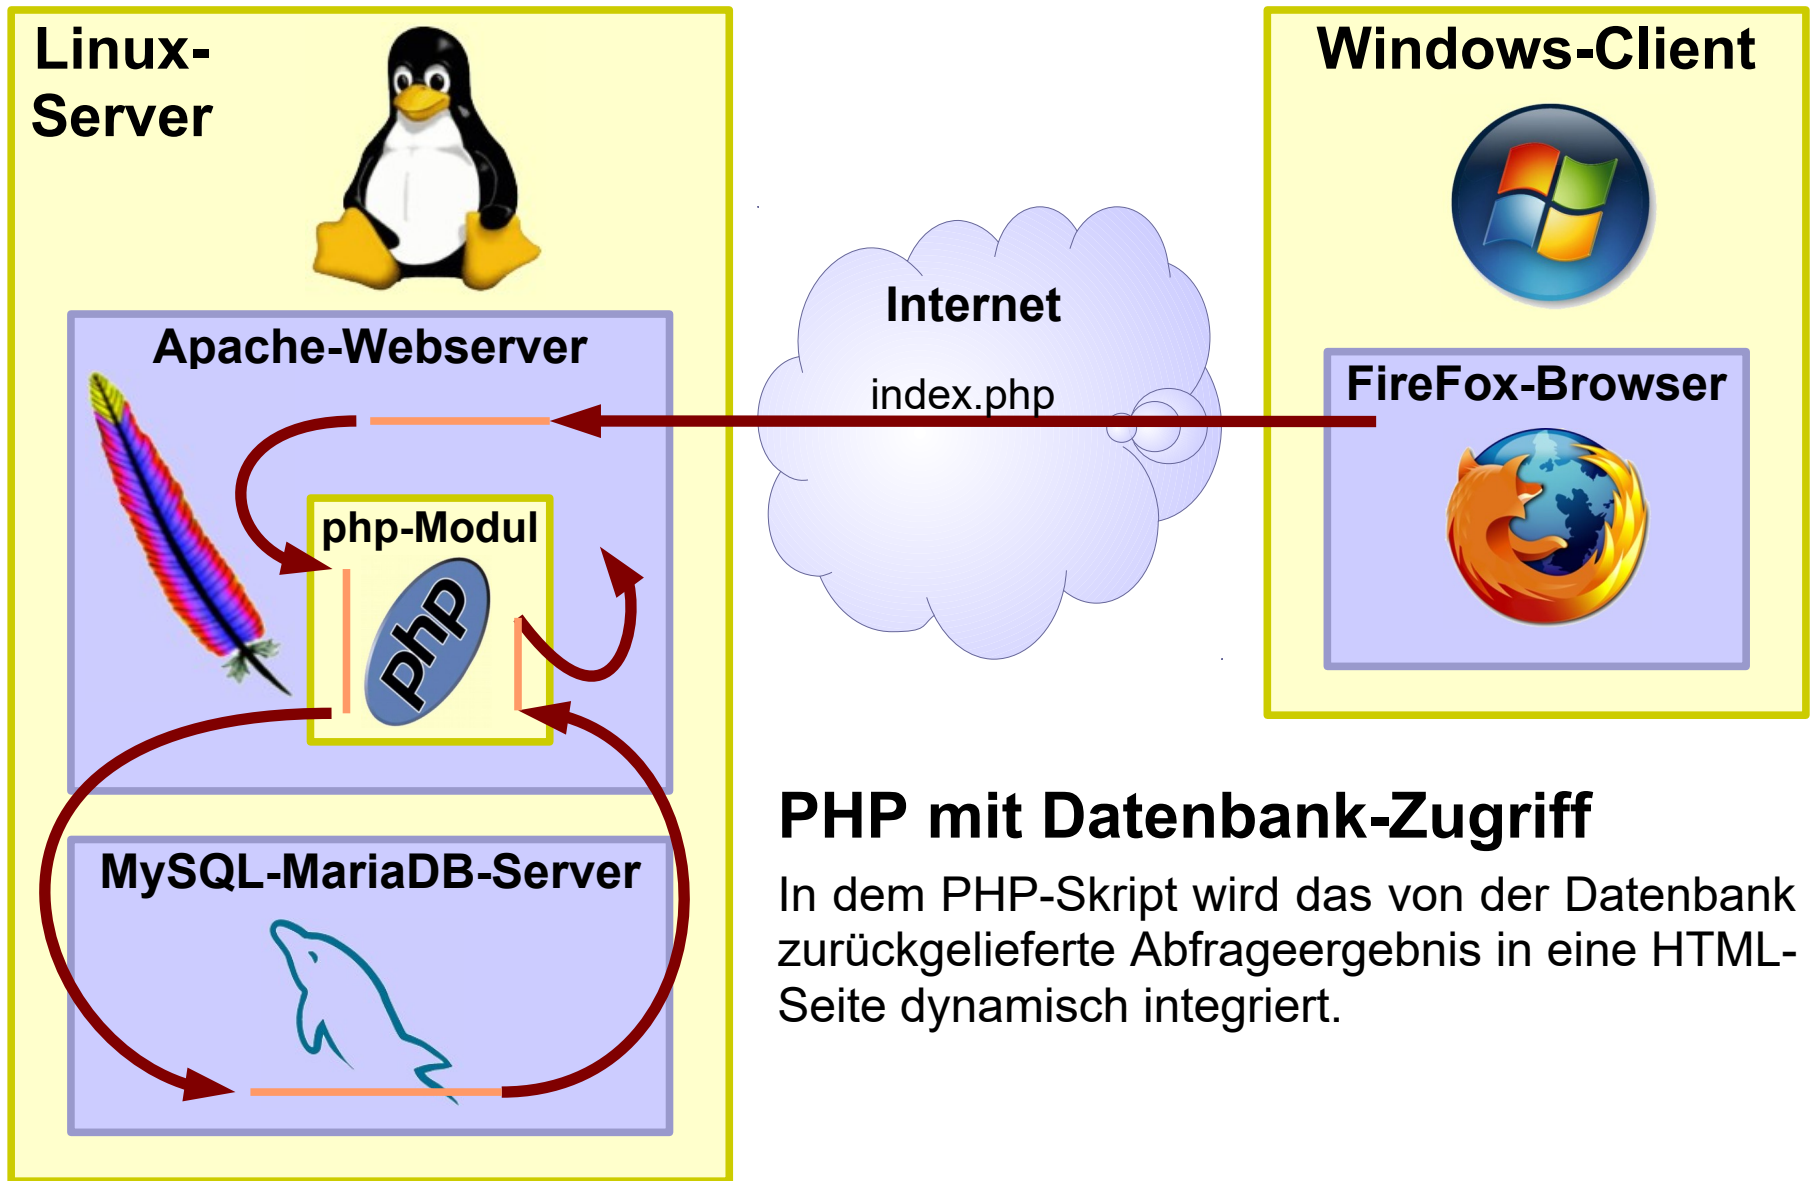 Linux-
Server
Windows-Client
Internet
index.php
Apache-Webserver
FireFox-Browser
php-Modul
php
MySQL-MariaDB-Server
PHP mit Datenbank-Zugriff
In dem PHP-Skript wird das von der Datenbank
zurückgelieferte Abfrageergebnis in eine HTML-
Seite dynamisch integriert.